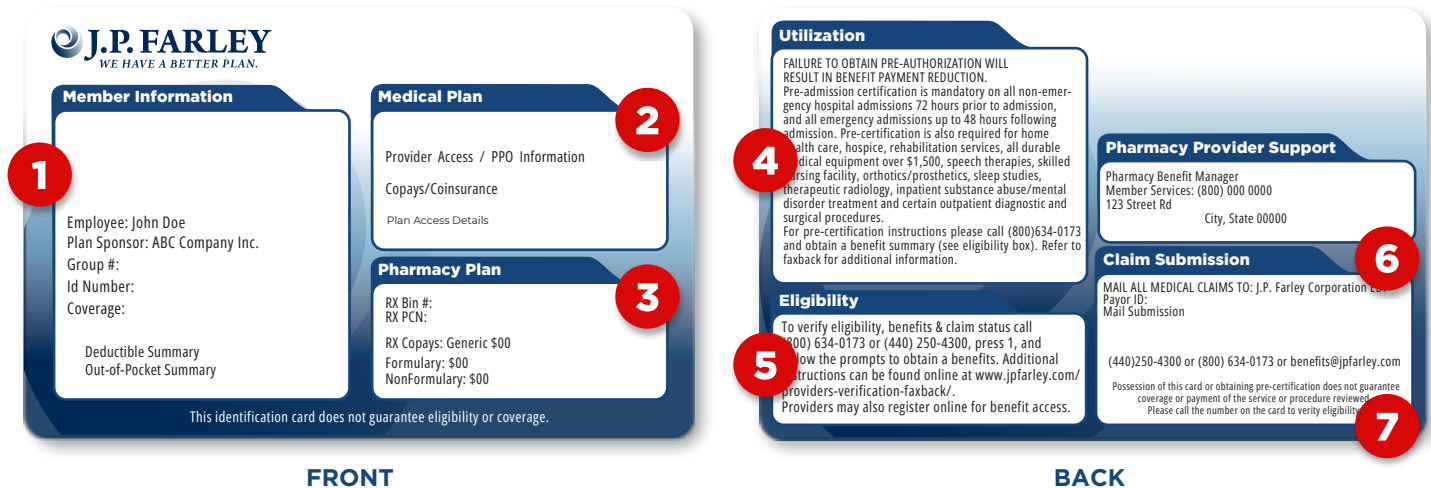 J.P. FARLEY
WE HAVE A BETTER PLAN.
Member Information
1
Employee: John Doe
Plan Sponsor: ABC Company Inc.
Group #:
Id Number:
Coverage:
Deductible Summary
Out-of-Pocket Summary
Medical Plan
2
Provider Access / PPO Information
Copays/Coinsurance
Plan Access Details
Pharmacy Plan
3
RX Bin #:
RX PCN:
RX Copays: Generic $00
Formulary: $00
NonFormulary: $00
This identification card does not guarantee eligibility or coverage.
FRONT
Utilization
FAILURE TO OBTAIN PRE-AUTHORIZATION WILL
RESULT IN BENEFIT PAYMENT REDUCTION.
Pre-admission certification is mandatory on all non-emer-
gency hospital admissions 72 hours prior to admission,
and all emergency admissions up to 48 hours following
admission. Pre-certification is also required for home
4
care, hospice, rehabilitation services, all durable
equipment over $1,500, speech therapies, skilled
facility, orthotics/prosthetics, sleep studies,
therapeutic radiology, inpatient substance abuse/mental
disorder treatment and certain outpatient diagnostic and
surgical procedures.
For pre-certification instructions please call (800)634-0173
and obtain a benefit summary (see eligibility box). Refer to
faxback for additional information.
Eligibility
To verify eligibility, benefits & claim status call
(800) 634-0173 or (440) 250-4300, press 1, and
5
the prompts to obtain a benefits. Additional
can be found online at www.jpfarley.com/
providers-verification-faxback/.
Providers may also register online for benefit access.
Pharmacy Provider Support
Pharmacy Benefit Manager
Member Services: (800) 000 0000
123 Street Rd
City, State 00000
6
Claim Submission
MAIL ALL MEDICAL CLAIMS TO: J.P. Farley Corporation
Payor ID:
Mail Submission
(440)250-4300 or (800) 634-0173 or benefits@jpfarley.com
Possession of this card or obtaining pre-certification does not guarantee
coverage or payment of the service or procedure reviewed.
Please call the number on the card to verity eligibility.
7
BACK